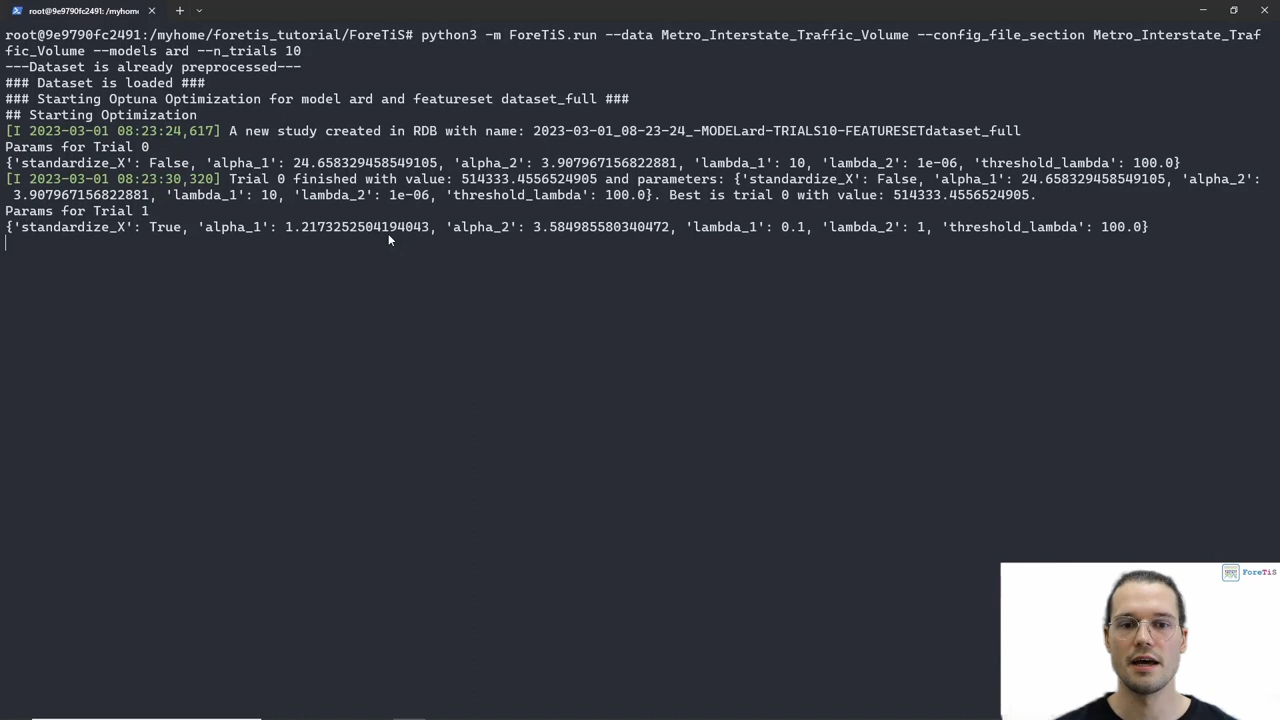 root@9e9790fc2491: /myhome
root@9e9790fc2491:/myhome/foretis_tutorial/ForeTiS# python3 -m ForeTiS.run --data Metro_Interstate_Traffic_Volume --config_file_section Metro_Interstate_Traf
fic_Volume --models ard --n_trials 10
---Dataset is already preprocessed---
### Dataset is loaded ###
### Starting Optuna Optimization for model ard and featureset dataset_full ###
## Starting Optimization
[I 2023-03-01 08:23:24,617] A new study created in RDB with name: 2023-03-01_08-23-24_-MODELard-TRIALS10-FEATURESETdataset_full
Params for Trial 0
{'standardize_X': False, 'alpha_1': 24.658329458549105, 'alpha_2': 3.907967156822881, 'lambda_1': 10, 'lambda_2': 1e-06, 'threshold_lambda': 100.0}
[I 2023-03-01 08:23:30,320] Trial 0 finished with value: 514333.4556524905 and parameters: {'standardize_X': False, 'alpha_1': 24.658329458549105, 'alpha_2':
3.907967156822881, 'lambda_1': 10, 'lambda_2': 1e-06, 'threshold_lambda': 100.0}. Best is trial 0 with value: 514333.4556524905.
Params for Trial 1
{'standardize_X': True, 'alpha_1': 1.2173252504194043, 'alpha_2': 3.584985580340472, 'lambda_1': 0.1, 'lambda_2': 1, 'threshold_lambda': 100.0}
ForeTiS